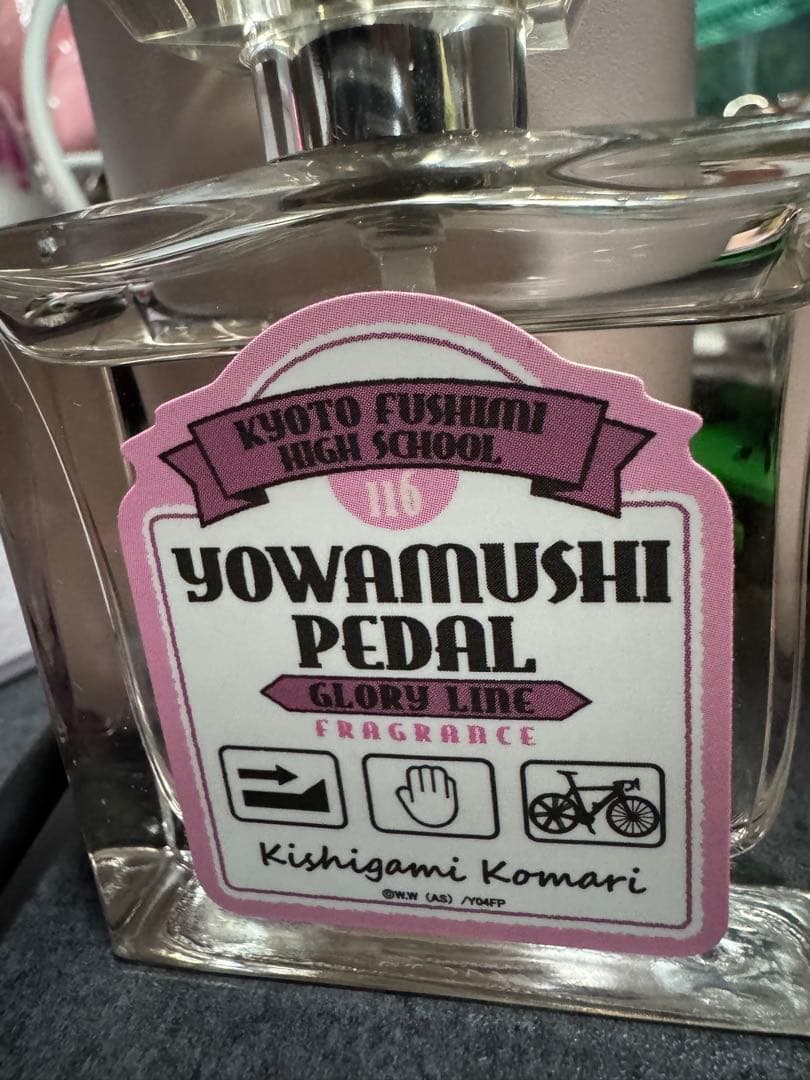 KYOTO FUSHIMI
HIGH SCHOOL
116
YOWAMUSHI
PEDAL
GLORY LINE
FRAGRANCE
Kishigami Komari
©W.W (AS) /Y04FP